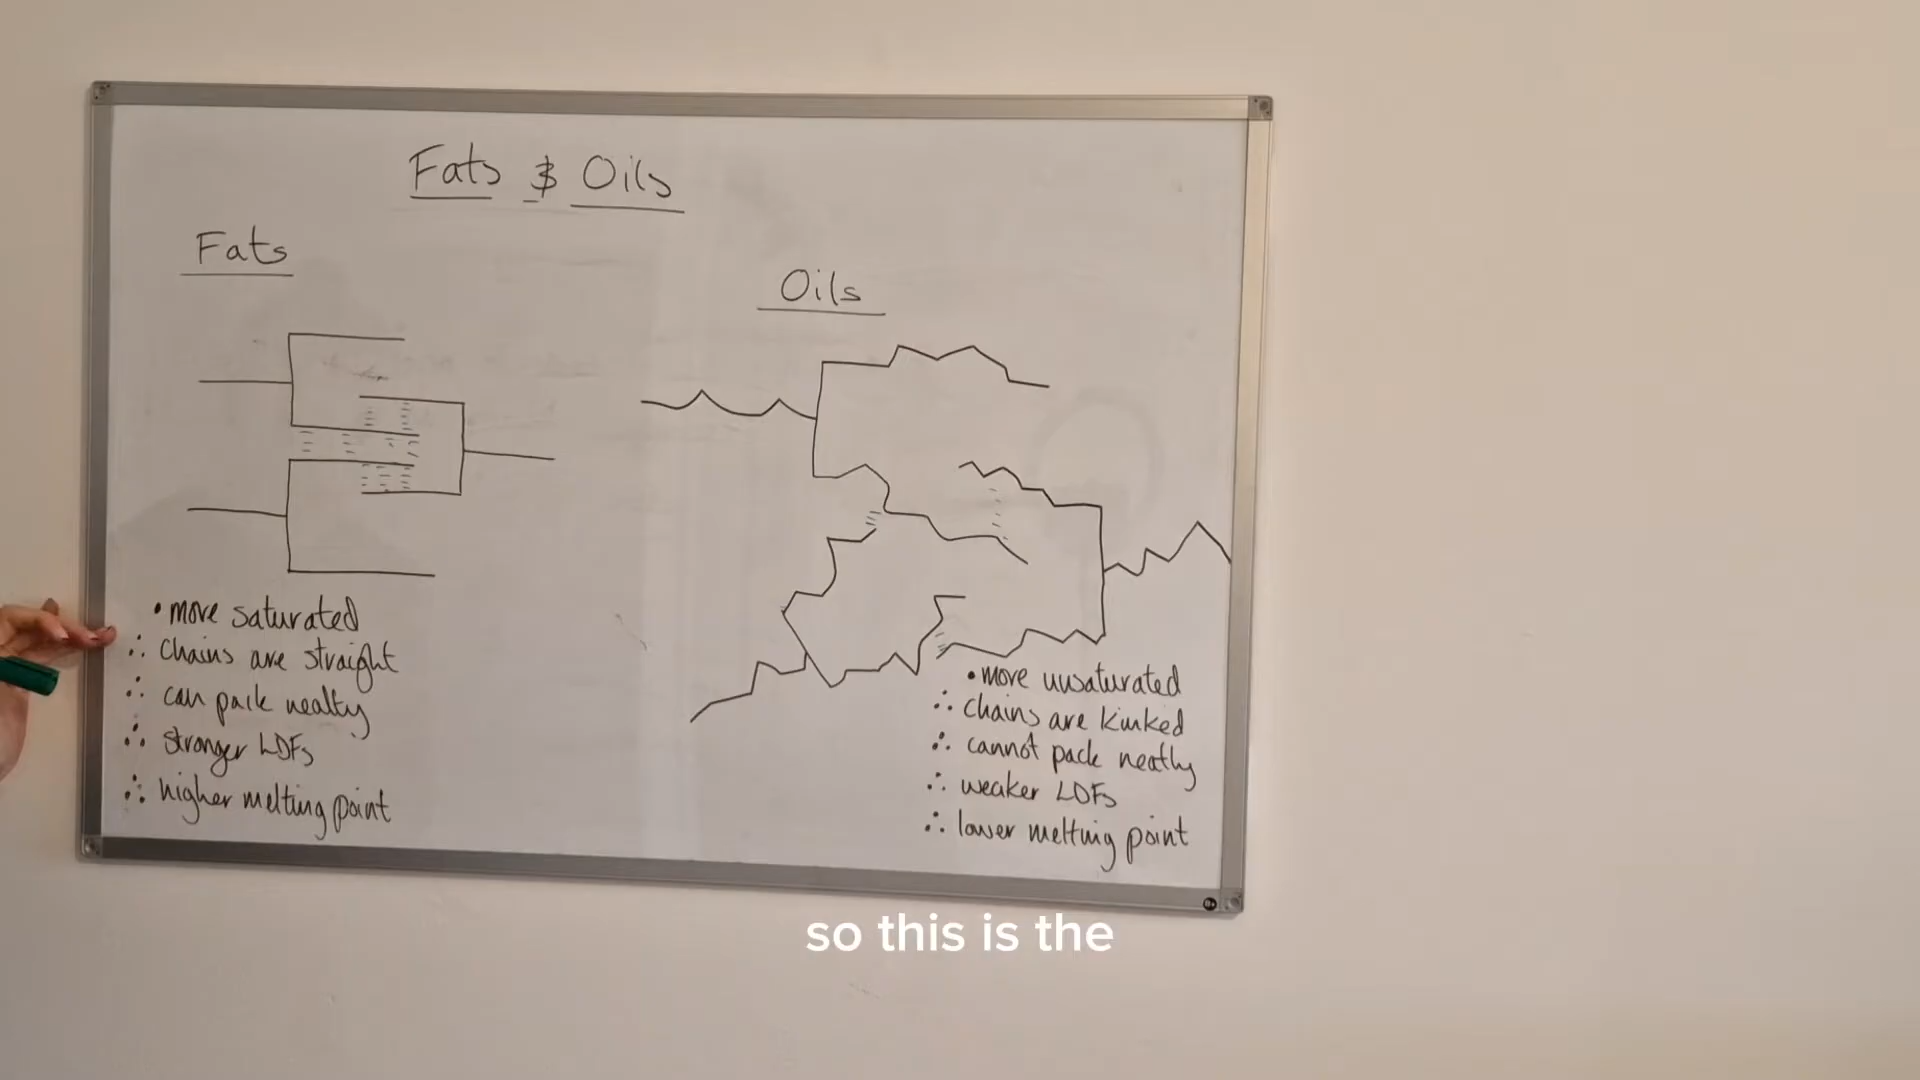 Fats & Oils
Fats
Oils
• more saturated
∴ chains are straight
∴ can pack neatly
∴ stronger LDFs
∴ higher melting point
• more unsaturated
∴ chains are kinked
∴ cannot pack neatly
∴ weaker LDFs
∴ lower melting point
so this is the